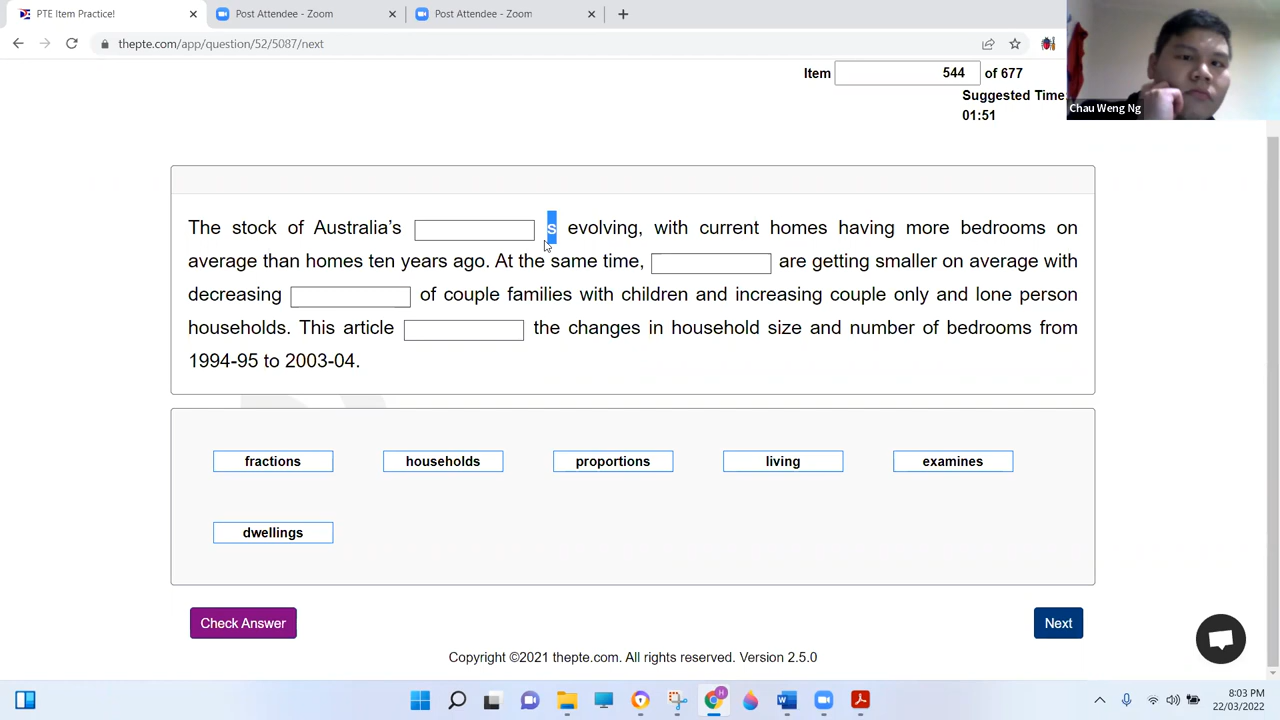 PTE Item Practice!
Post Attendee - Zoom
Post Attendee - Zoom
thepte.com/app/question/52/5087/next
Item 544 of 677
Suggested Time:
01:51
Chau Weng Ng
The stock of Australia's s evolving, with current homes having more bedrooms on
average than homes ten years ago. At the same time, are getting smaller on average with
decreasing of couple families with children and increasing couple only and lone person
households. This article the changes in household size and number of bedrooms from
1994-95 to 2003-04.
fractions households proportions living examines
dwellings
Check Answer
Next
Copyright ©2021 thepte.com. All rights reserved. Version 2.5.0
8:03 PM
22/03/2022